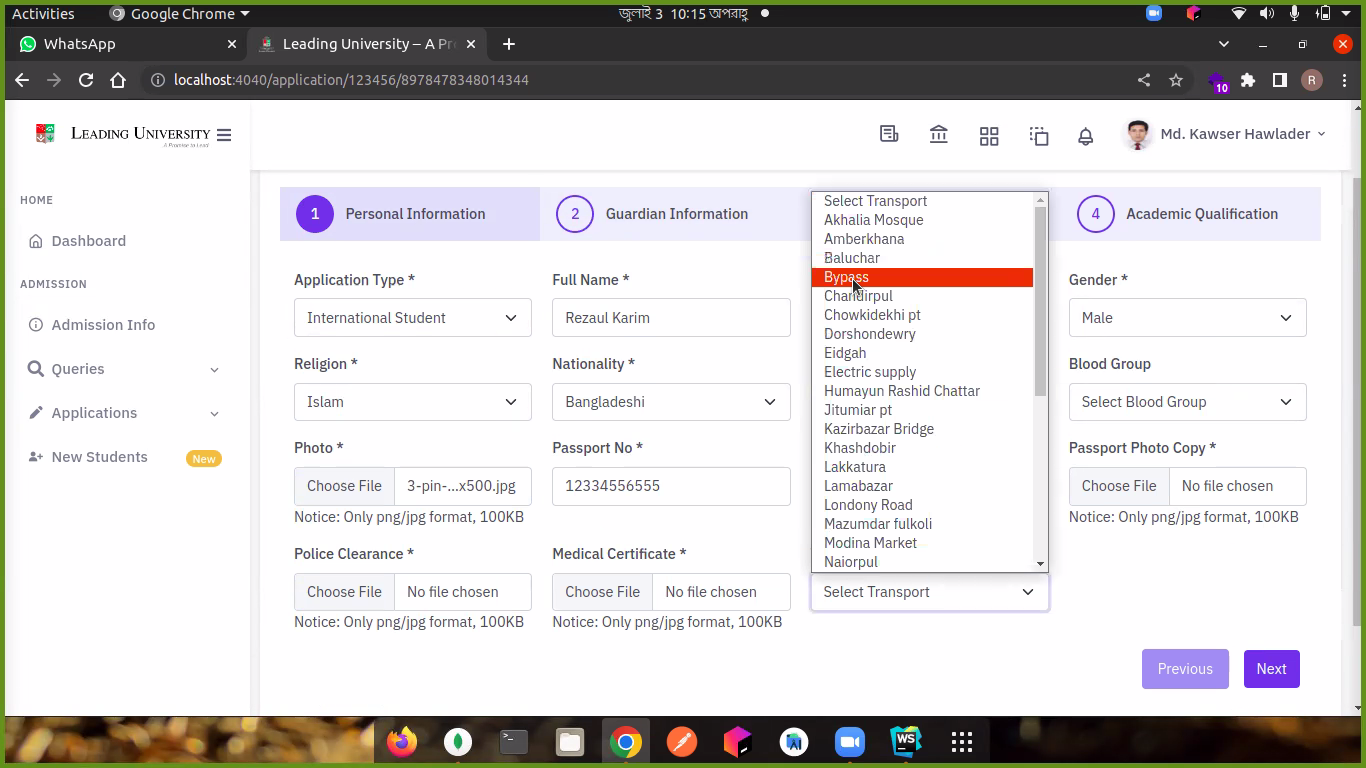 Activities
Google Chrome
জুলাই 3 10:15 অপরাহ্ণ
WhatsApp
Leading University – A Pr
localhost:4040/application/123456/8978478348014344
10
R
LEADING UNIVERSITY
A Promise to Lead
Md. Kawser Hawlader
HOME
Dashboard
ADMISSION
Admission Info
Queries
Applications
New Students
New
1
Personal Information
2
Guardian Information
4
Academic Qualification
Application Type *
International Student
Full Name *
Rezaul Karim
Gender *
Male
Religion *
Islam
Nationality *
Bangladeshi
Blood Group
Select Blood Group
Photo *
Choose File
3-pin-...x500.jpg
Notice: Only png/jpg format, 100KB
Passport No *
12334556555
Passport Photo Copy *
Choose File
No file chosen
Notice: Only png/jpg format, 100KB
Police Clearance *
Choose File
No file chosen
Notice: Only png/jpg format, 100KB
Medical Certificate *
Choose File
No file chosen
Notice: Only png/jpg format, 100KB
Select Transport
Akhalia Mosque
Amberkhana
Baluchar
Bypass
Chandirpul
Chowkidekhi pt
Dorshondewry
Eidgah
Electric supply
Humayun Rashid Chattar
Jitumiar pt
Kazirbazar Bridge
Khashdobir
Lakkatura
Lamabazar
Londony Road
Mazumdar fulkoli
Modina Market
Naiorpul
Select Transport
Previous
Next
WS